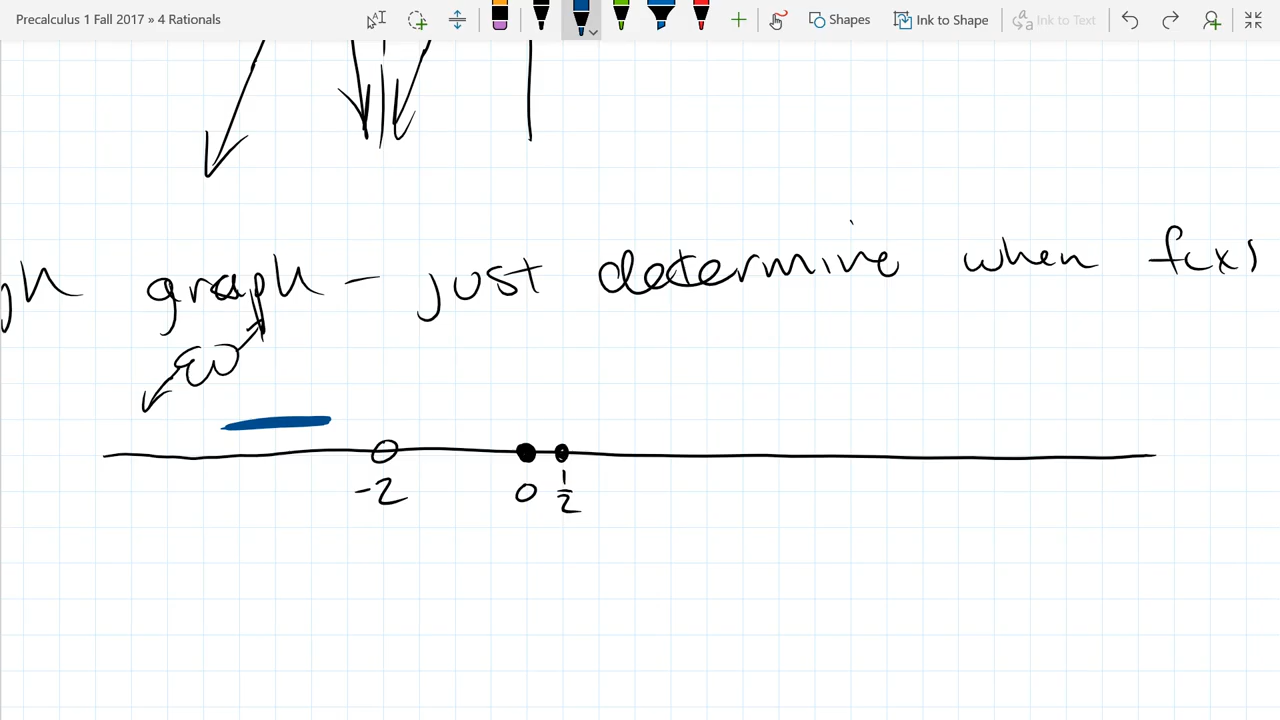 Precalculus 1 Fall 2017 » 4 Rationals
Shapes
Ink to Shape
Ink to Text
graph - just determine when f(x)
-2 0 1/2